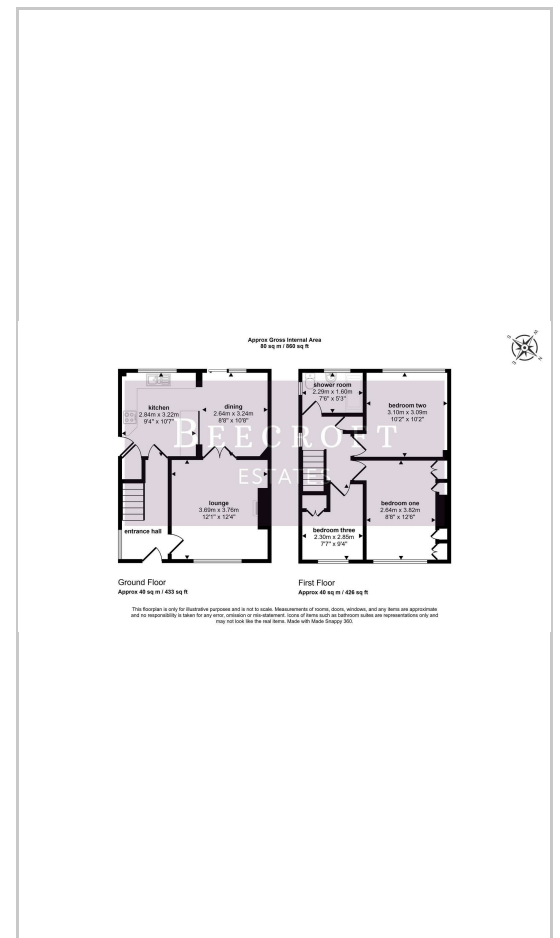 Approx Gross Internal Area
80 sq m / 860 sq ft
kitchen
2.84m x 3.22m
9'4" x 10'7"
dining
2.64m x 3.24m
8'8" x 10'8"
lounge
3.69m x 3.76m
12'1" x 12'4"
entrance hall
shower room
2.29m x 1.60m
7'6" x 5'3"
bedroom two
3.10m x 3.09m
10'2" x 10'2"
bedroom one
2.64m x 3.82m
8'8" x 12'6"
bedroom three
2.30m x 2.85m
7'7" x 9'4"
BEECROFT
ESTATES
Ground Floor
Approx 40 sq m / 433 sq ft
First Floor
Approx 40 sq m / 426 sq ft
This floorplan is only for illustrative purposes and is not to scale. Measurements of rooms, doors, windows, and any items are approximate
and no responsibility is taken for any error, omission or mis-statement. Icons of items such as bathroom suites are representations only and
may not look like the real items. Made with Made Snappy 360.